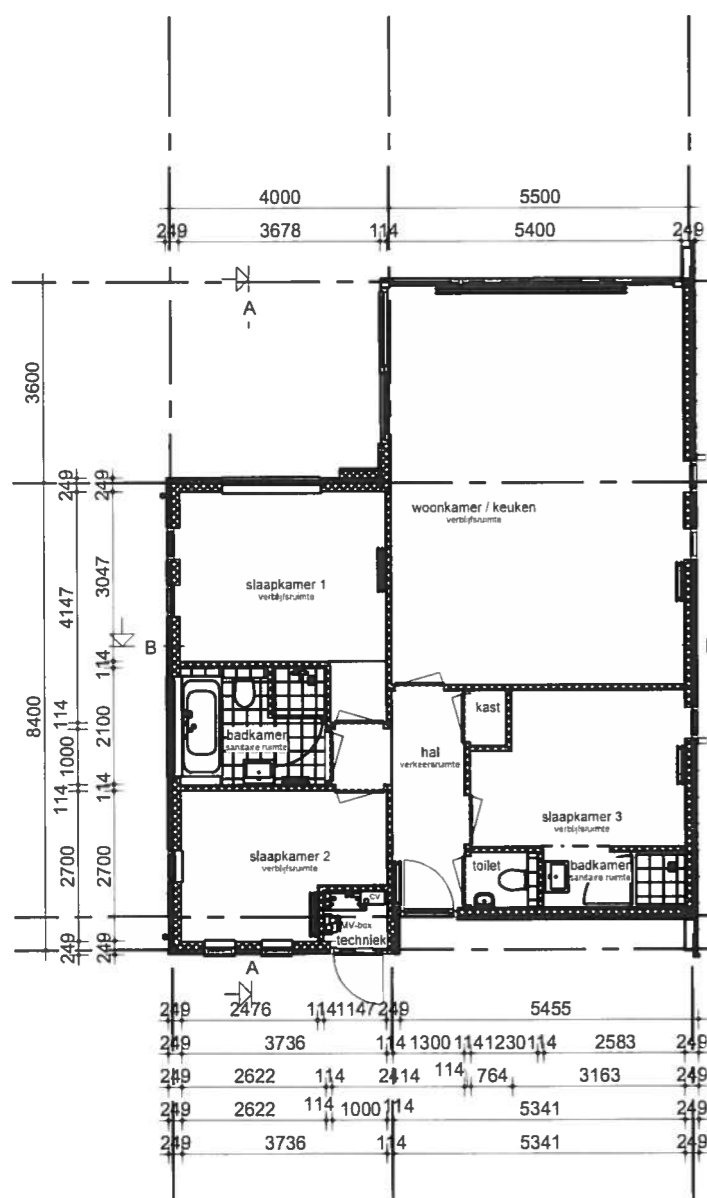 4000 5500
249 3678 114 5400 249
A
3600
249 249
woonkamer / keuken
verblijfsruimte
slaapkamer 1
verblijfsruimte
4147 3047
B
114
8400
kast
114 2100
badkamer
sanitaire ruimte
hal
verkeersruimte
1000
114 114
slaapkamer 3
verblijfsruimte
slaapkamer 2
verblijfsruimte
2700 2700
toilet
badkamer
sanitaire ruimte
CV
MV-box
techniek
249 249
A
249 2476 114 1147 249 5455
249 3736 114 1300 114 1230 114 2583 249
249 2622 114 2414 114 764 3163 249
249 2622 114 1000 114 5341 249
249 3736 114 5341 249